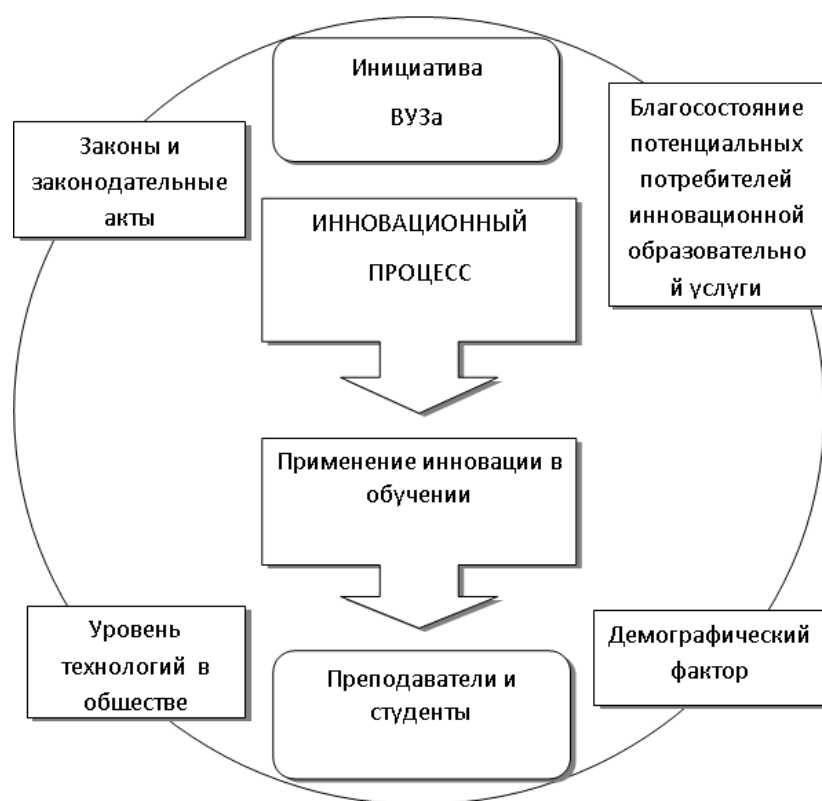 Инициатива
ВУЗа
Законы и
законодательные
акты
Благосостояние
потенциальных
потребителей
инновационной
образовательно
й услуги
ИННОВАЦИОННЫЙ
ПРОЦЕСС
Применение инновации в
обучении
Уровень
технологий в
обществе
Преподаватели и
студенты
Демографический
фактор